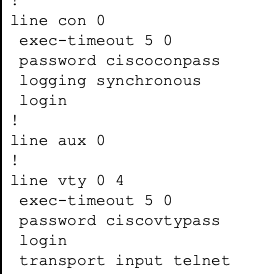 !
line con 0
 exec-timeout 5 0
 password ciscoconpass
 logging synchronous
 login
!
line aux 0
!
line vty 0 4
 exec-timeout 5 0
 password ciscovtypass
 login
 transport input telnet